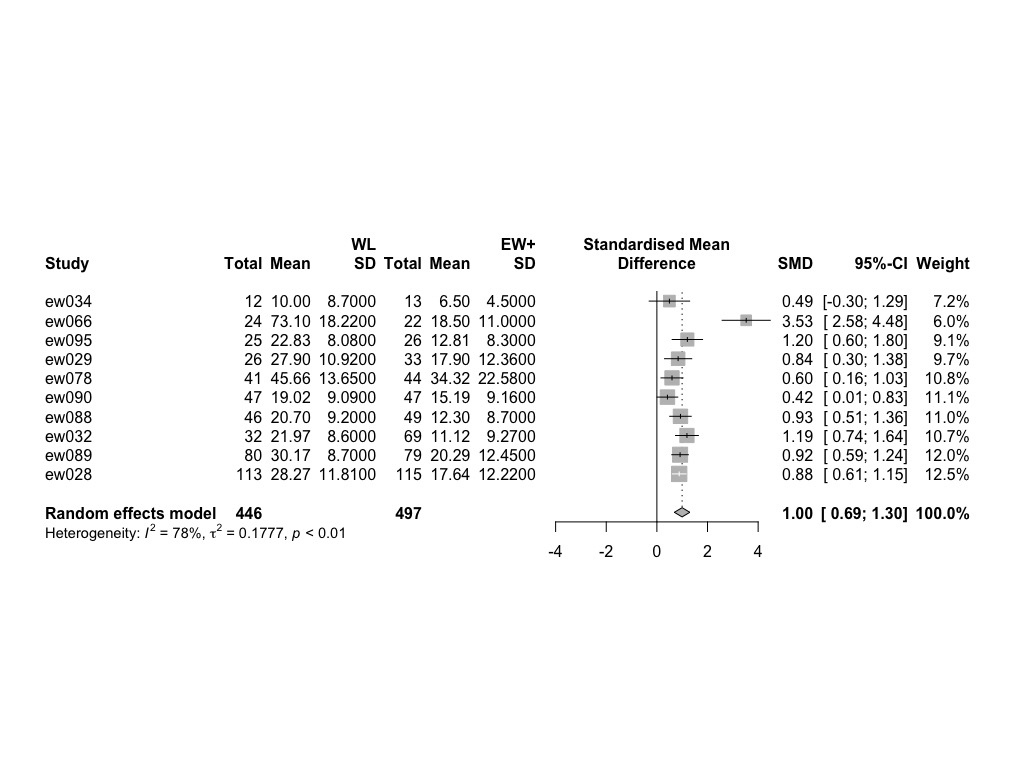 WL EW+ Standardised Mean
Study Total Mean SD Total Mean SD Difference SMD 95%-CI Weight
ew034 12 10.00 8.7000 13 6.50 4.5000 0.49 [-0.30; 1.29] 7.2%
ew066 24 73.10 18.2200 22 18.50 11.0000 3.53 [ 2.58; 4.48] 6.0%
ew095 25 22.83 8.0800 26 12.81 8.3000 1.20 [ 0.60; 1.80] 9.1%
ew029 26 27.90 10.9200 33 17.90 12.3600 0.84 [ 0.30; 1.38] 9.7%
ew078 41 45.66 13.6500 44 34.32 22.5800 0.60 [ 0.16; 1.03] 10.8%
ew090 47 19.02 9.0900 47 15.19 9.1600 0.42 [ 0.01; 0.83] 11.1%
ew088 46 20.70 9.2000 49 12.30 8.7000 0.93 [ 0.51; 1.36] 11.0%
ew032 32 21.97 8.6000 69 11.12 9.2700 1.19 [ 0.74; 1.64] 10.7%
ew089 80 30.17 8.7000 79 20.29 12.4500 0.92 [ 0.59; 1.24] 12.0%
ew028 113 28.27 11.8100 115 17.64 12.2200 0.88 [ 0.61; 1.15] 12.5%
Random effects model 446 497 1.00 [ 0.69; 1.30] 100.0%
Heterogeneity: I² = 78%, τ² = 0.1777, p < 0.01
-4 -2 0 2 4